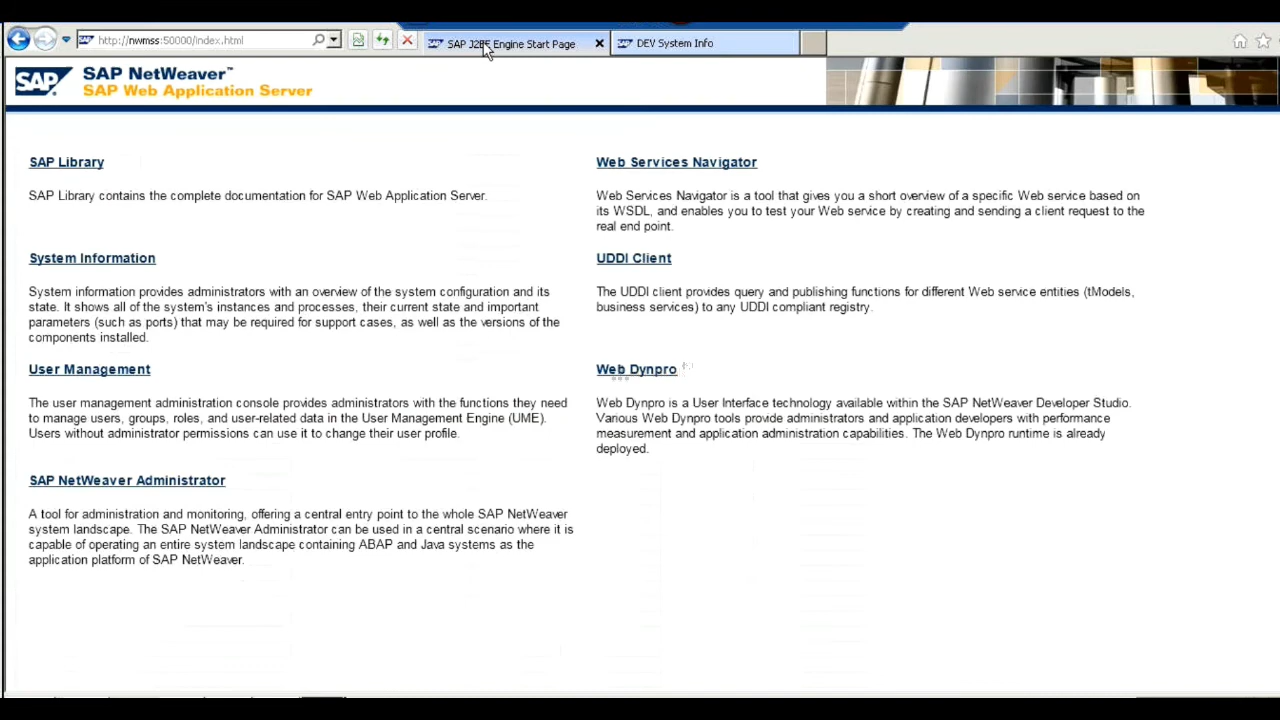 http://nwmss:50000/index.html
SAP J2EE Engine Start Page
DEV System Info
SAP
SAP NetWeaver™
SAP Web Application Server
SAP Library
SAP Library contains the complete documentation for SAP Web Application Server.
System Information
System information provides administrators with an overview of the system configuration and its
state. It shows all of the system's instances and processes, their current state and important
parameters (such as ports) that may be required for support cases, as well as the versions of the
components installed.
User Management
The user management administration console provides administrators with the functions they need
to manage users, groups, roles, and user-related data in the User Management Engine (UME).
Users without administrator permissions can use it to change their user profile.
SAP NetWeaver Administrator
A tool for administration and monitoring, offering a central entry point to the whole SAP NetWeaver
system landscape. The SAP NetWeaver Administrator can be used in a central scenario where it is
capable of operating an entire system landscape containing ABAP and Java systems as the
application platform of SAP NetWeaver.
Web Services Navigator
Web Services Navigator is a tool that gives you a short overview of a specific Web service based on
its WSDL, and enables you to test your Web service by creating and sending a client request to the
real end point.
UDDI Client
The UDDI client provides query and publishing functions for different Web service entities (tModels,
business services) to any UDDI compliant registry.
Web Dynpro
Web Dynpro is a User Interface technology available within the SAP NetWeaver Developer Studio.
Various Web Dynpro tools provide administrators and application developers with performance
measurement and application administration capabilities. The Web Dynpro runtime is already
deployed.